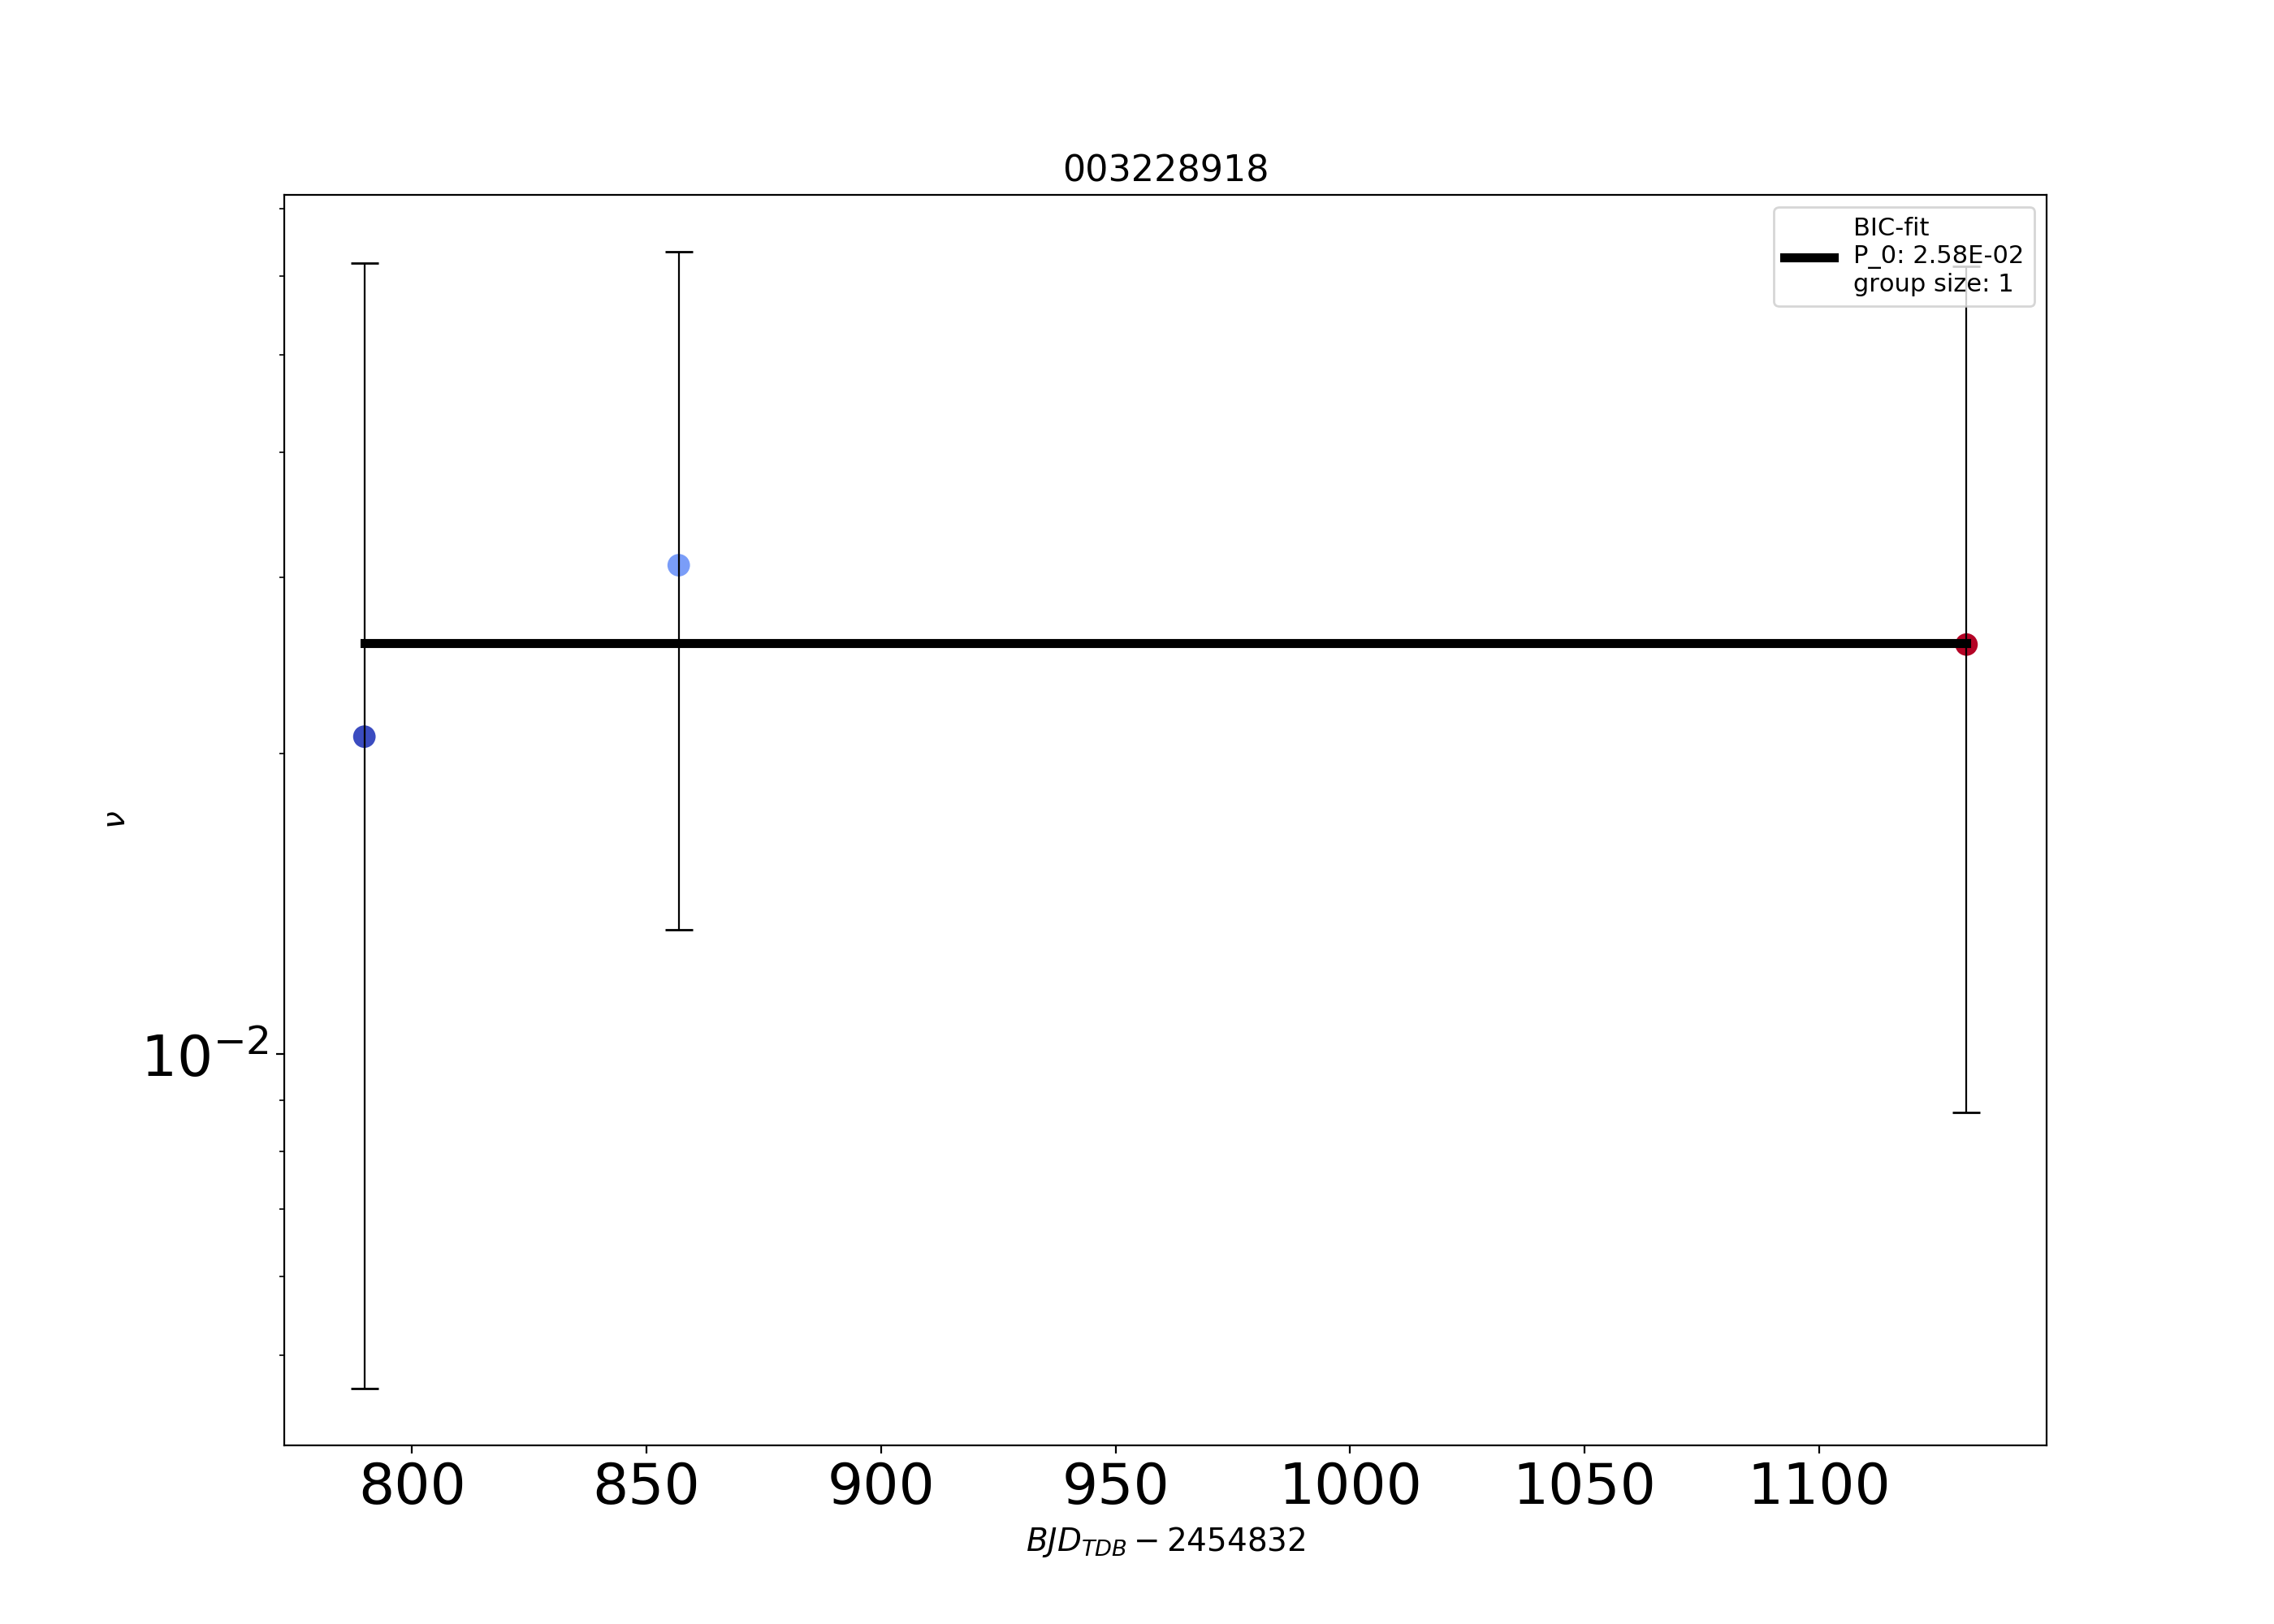 003228918
BIC-fit
P_0: 2.58E-02
group size: 1
ν
10⁻²
800 850 900 950 1000 1050 1100
BJD_TDB − 2454832